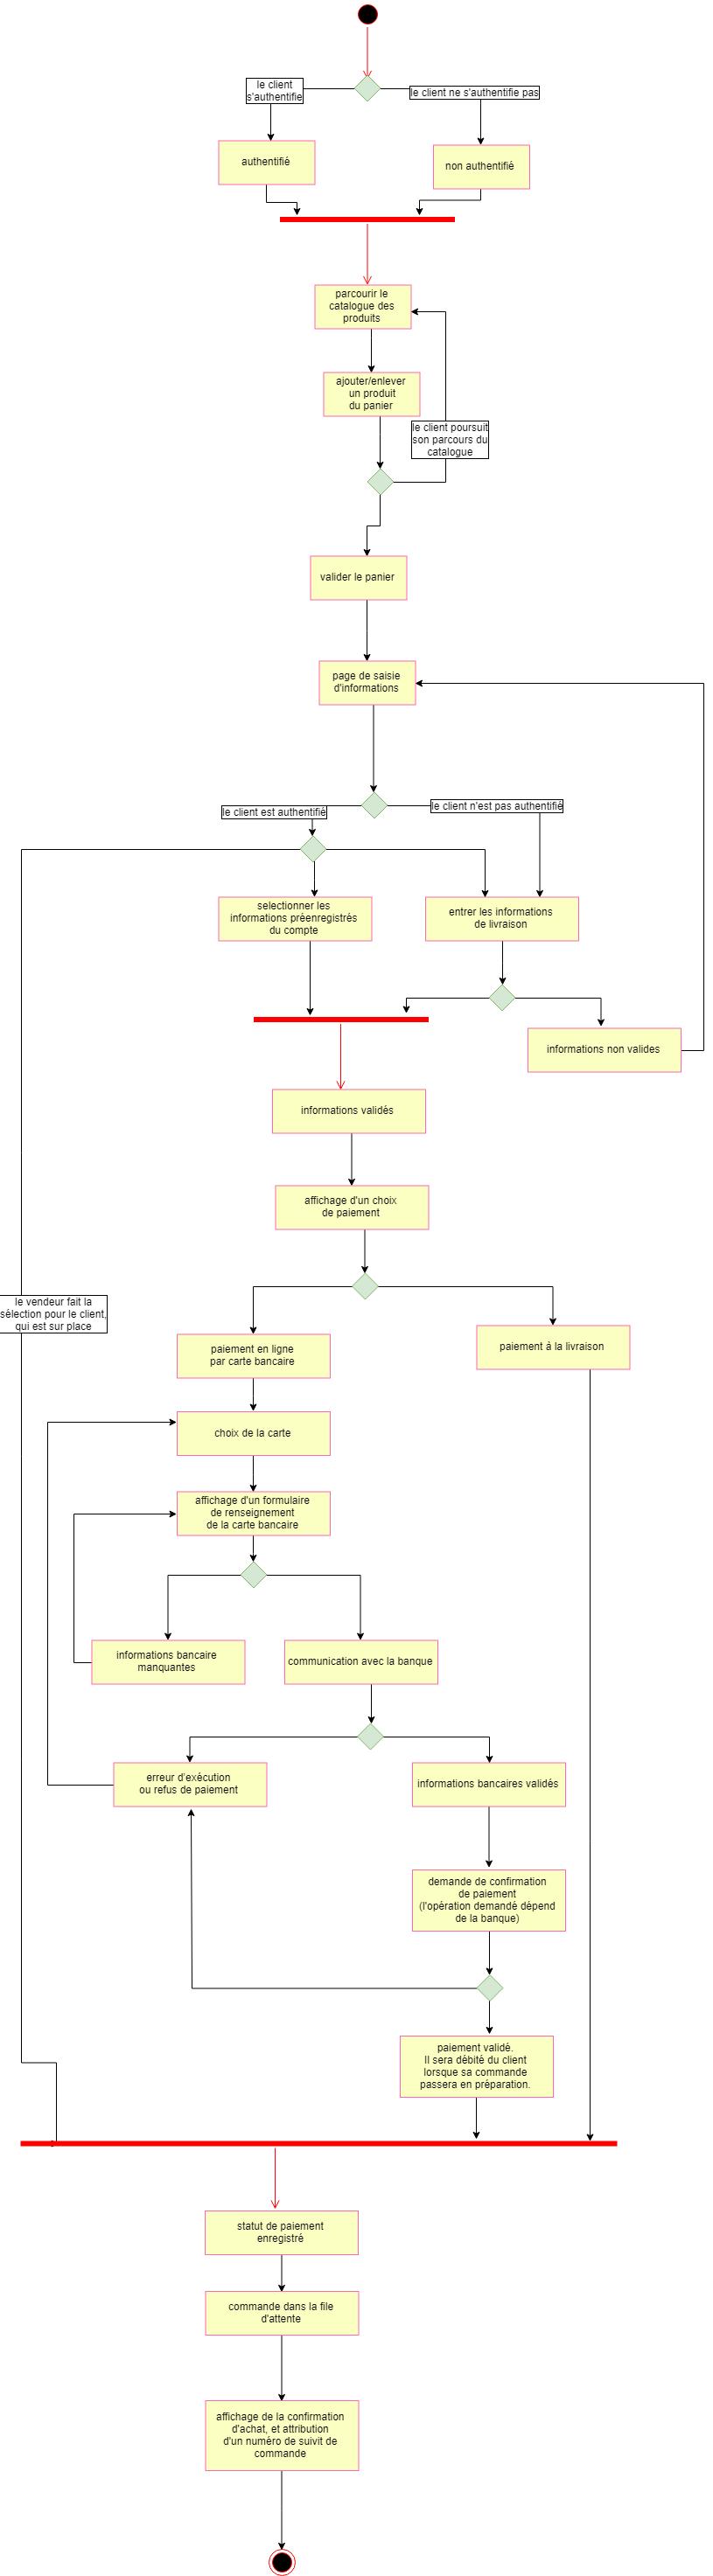 le client
s'authentifie
le client ne s'authentifie pas
authentifié
non authentifié
parcourir le
catalogue des
produits
ajouter/enlever
un produit
du panier
le client poursuit
son parcours du
catalogue
valider le panier
page de saisie
d'informations
le client est authentifié
le client n'est pas authentifié
selectionner les
informations préenregistrés
du compte
entrer les informations
de livraison
informations non valides
informations validés
affichage d'un choix
de paiement
le vendeur fait la
sélection pour le client,
qui est sur place
paiement en ligne
par carte bancaire
paiement à la livraison
choix de la carte
affichage d'un formulaire
de renseignement
de la carte bancaire
informations bancaire
manquantes
communication avec la banque
erreur d'exécution
ou refus de paiement
informations bancaires validés
demande de confirmation
de paiement
(l'opération demandé dépend
de la banque)
paiement validé.
Il sera débité du client
lorsque sa commande
passera en préparation.
statut de paiement
enregistré
commande dans la file
d'attente
affichage de la confirmation
d'achat, et attribution
d'un numéro de suivit de
commande